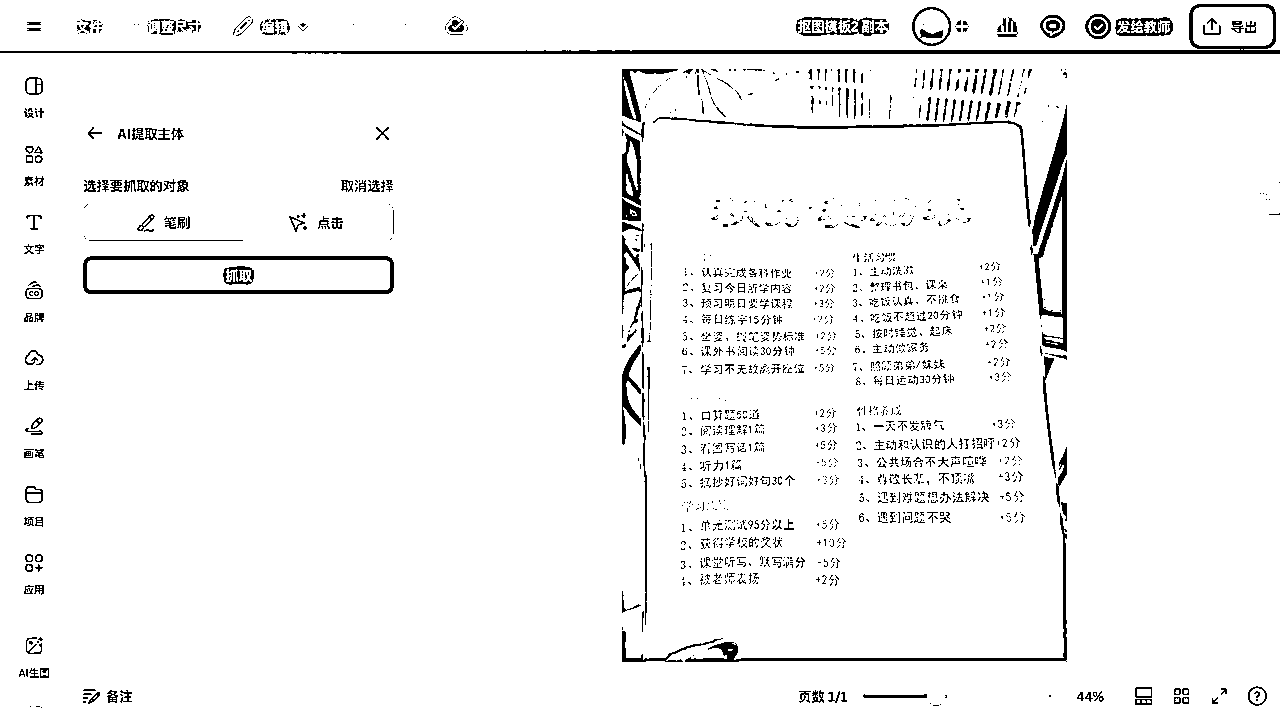 文件 调整尺寸 编辑
抠图模板2 副本 发给教师 导出
设计
素材
文字
品牌
上传
画笔
项目
应用
AI生图
AI提取主体
选择要抓取的对象 取消选择
笔刷 点击
抓取
1、认真完成各科作业 +2分
2、复习今日所学内容 +2分
3、预习明日要学课程 +3分
4、每日练字15分钟 +2分
5、坐姿、握笔姿势标准 +2分
6、课外书阅读30分钟 +5分
7、学习不无故离开座位 +5分
1、口算题50道 +2分
2、阅读理解1篇 +3分
3、看图写话1篇 +5分
4、听力1篇 +5分
5、摘抄好词好句30个 +3分
1、单元测试95分以上 +5分
2、获得学校的奖状 +10分
3、课堂听写、默写满分 +5分
4、被老师表扬 +2分
生活习惯
1、主动洗漱 +2分
2、整理书包、课桌 +1分
3、吃饭认真、不挑食 +1分
4、吃饭不超过20分钟 +1分
5、按时睡觉、起床 +2分
6、主动做家务 +2分
7、照顾弟弟/妹妹 +2分
8、每日运动30分钟 +3分
性格养成
1、一天不发脾气 +3分
2、主动和认识的人打招呼 +2分
3、公共场合不大声喧哗 +2分
4、尊敬长辈、不顶嘴 +3分
5、遇到难题想办法解决 +5分
6、遇到问题不哭 +5分
备注 页数 1/1 44%